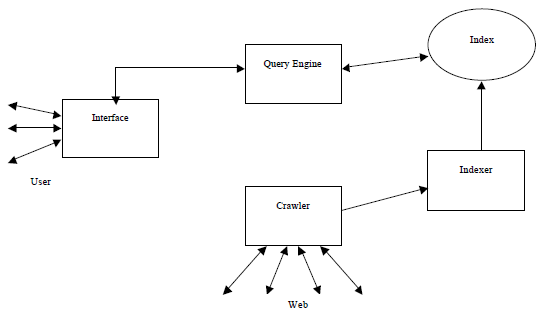 Index
Query Engine
Interface
Indexer
User
Crawler
Web